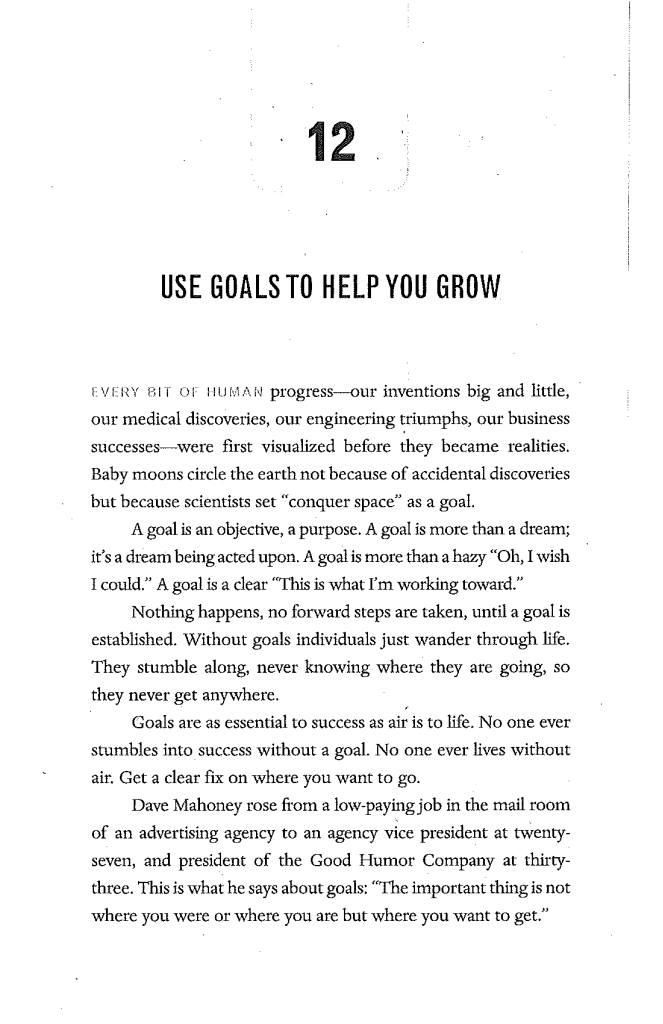 12
USE GOALS TO HELP YOU GROW
EVERY BIT OF HUMAN progress—our inventions big and little,
our medical discoveries, our engineering triumphs, our business
successes—were first visualized before they became realities.
Baby moons circle the earth not because of accidental discoveries
but because scientists set “conquer space” as a goal.
A goal is an objective, a purpose. A goal is more than a dream;
it’s a dream being acted upon. A goal is more than a hazy “Oh, I wish
I could.” A goal is a clear “This is what I’m working toward.”
Nothing happens, no forward steps are taken, until a goal is
established. Without goals individuals just wander through life.
They stumble along, never knowing where they are going, so
they never get anywhere.
Goals are as essential to success as air is to life. No one ever
stumbles into success without a goal. No one ever lives without
air. Get a clear fix on where you want to go.
Dave Mahoney rose from a low-paying job in the mail room
of an advertising agency to an agency vice president at twenty-
seven, and president of the Good Humor Company at thirty-
three. This is what he says about goals: “The important thing is not
where you were or where you are but where you want to get.”